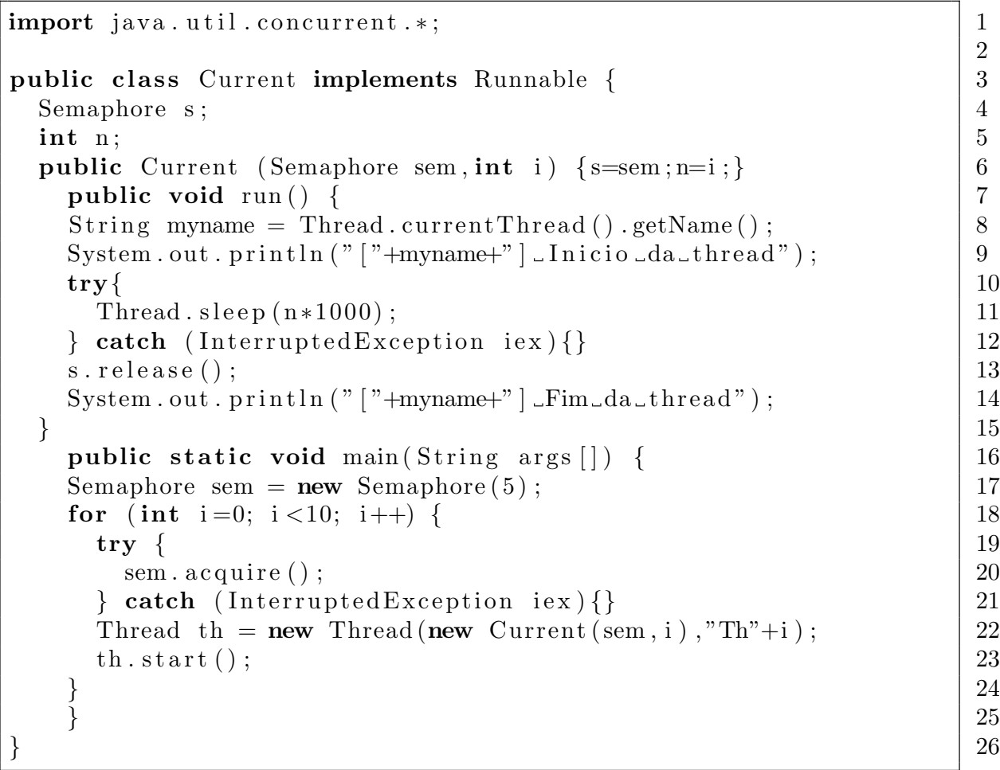 import java.util.concurrent.*; 1
2
public class Current implements Runnable { 3
Semaphore s; 4
int n; 5
public Current (Semaphore sem,int i) {s=sem;n=i;} 6
public void run() { 7
String myname = Thread.currentThread().getName(); 8
System.out.println("["+myname+"]␣Inicio␣da␣thread"); 9
try{ 10
Thread.sleep(n*1000); 11
} catch (InterruptedException iex){} 12
s.release(); 13
System.out.println("["+myname+"]␣Fim␣da␣thread"); 14
} 15
public static void main(String args[]) { 16
Semaphore sem = new Semaphore(5); 17
for (int i=0; i<10; i++) { 18
try { 19
sem.acquire(); 20
} catch (InterruptedException iex){} 21
Thread th = new Thread(new Current(sem,i),"Th"+i); 22
th.start(); 23
} 24
} 25
} 26